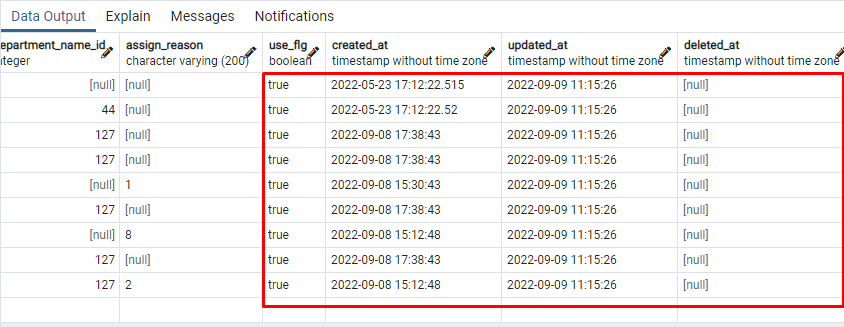 Data Output Explain Messages Notifications
epartment_name_id assign_reason use_flg created_at updated_at deleted_at
nteger character varying (200) boolean timestamp without time zone timestamp without time zone timestamp without time zone
[null] [null] true 2022-05-23 17:12:22.515 2022-09-09 11:15:26 [null]
44 [null] true 2022-05-23 17:12:22.52 2022-09-09 11:15:26 [null]
127 [null] true 2022-09-08 17:38:43 2022-09-09 11:15:26 [null]
127 [null] true 2022-09-08 17:38:43 2022-09-09 11:15:26 [null]
[null] 1 true 2022-09-08 15:30:43 2022-09-09 11:15:26 [null]
127 [null] true 2022-09-08 17:38:43 2022-09-09 11:15:26 [null]
[null] 8 true 2022-09-08 15:12:48 2022-09-09 11:15:26 [null]
127 [null] true 2022-09-08 17:38:43 2022-09-09 11:15:26 [null]
127 2 true 2022-09-08 15:12:48 2022-09-09 11:15:26 [null]